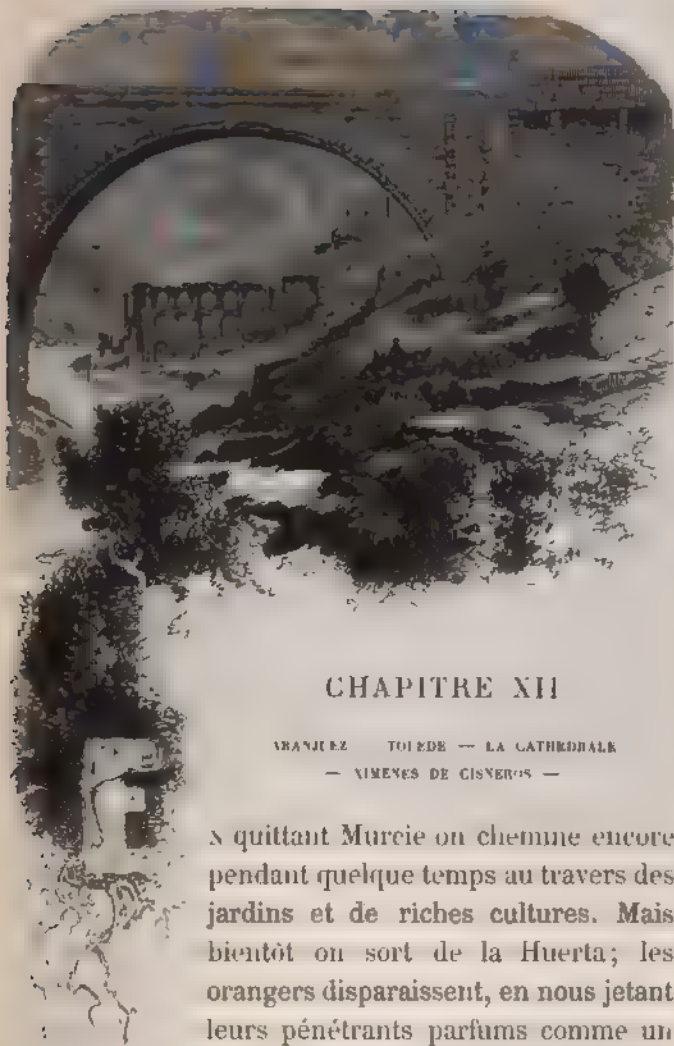 CHAPITRE XII
ARANJUEZ TOLEDE — LA CATHEDRALE
— XIMENES DE CISNEROS —
N quittant Murcie on chemine encore
pendant quelque temps au travers des
jardins et de riches cultures. Mais
bientôt on sort de la Huerta; les
orangers disparaissent, en nous jetant
leurs pénétrants parfums comme un